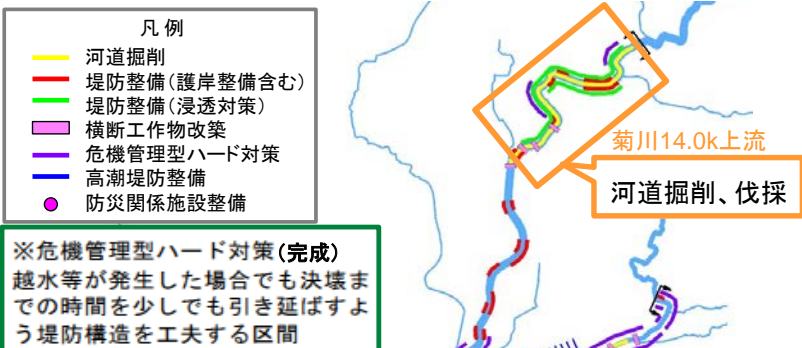 凡例
河道掘削
堤防整備(護岸整備含む)
堤防整備(浸透対策)
横断工作物改築
危機管理型ハード対策
高潮堤防整備
防災関係施設整備
菊川14.0k上流
河道掘削、伐採
※危機管理型ハード対策(完成)
越水等が発生した場合でも決壊ま
での時間を少しでも引き延ばすよ
う堤防構造を工夫する区間